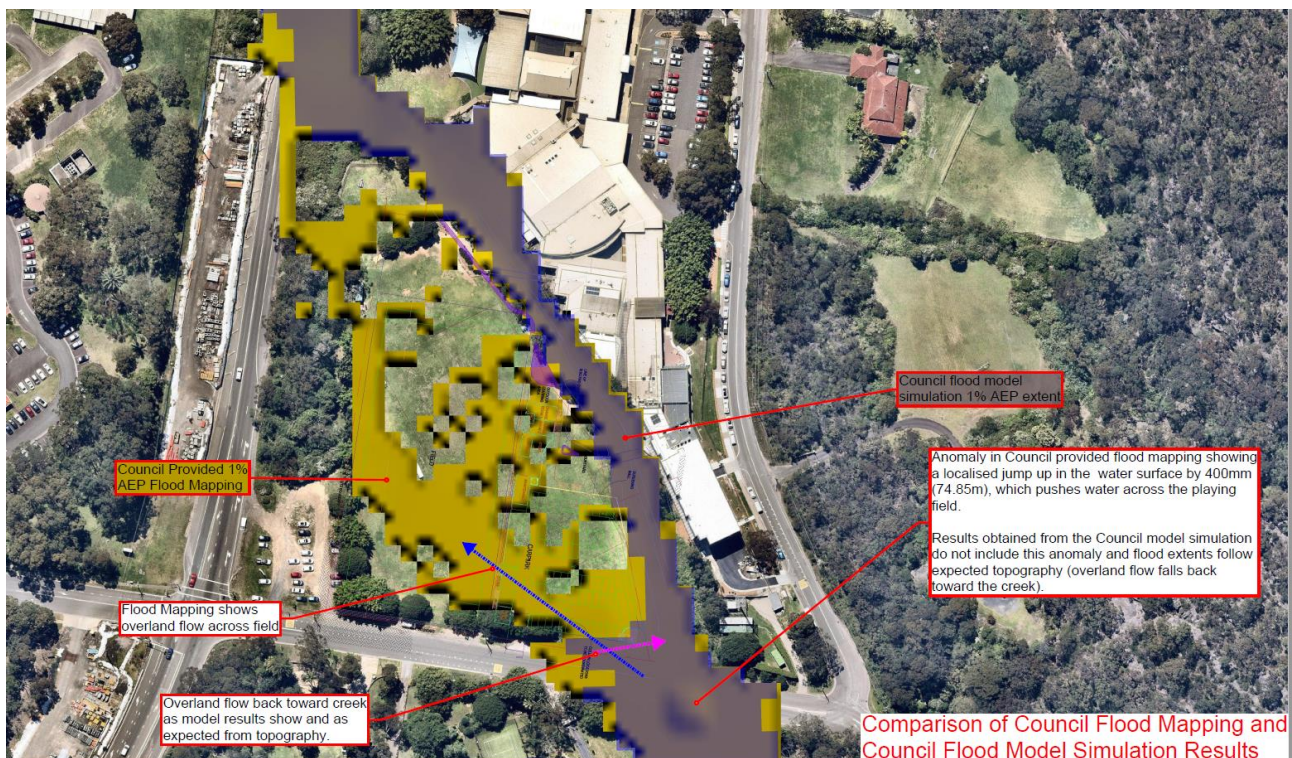 Council flood model
simulation 1% AEP extent
Anomaly in Council provided flood mapping showing
a localised jump up in the water surface by 400mm
(74.85m), which pushes water across the playing
field.
Results obtained from the Council model simulation
do not include this anomaly and flood extents follow
expected topography (overland flow falls back
toward the creek).
Council Provided 1%
AEP Flood Mapping
CARPARK
Flood Mapping shows
overland flow across field
Overland flow back toward creek
as model results show and as
expected from topography.
Comparison of Council Flood Mapping and
Council Flood Model Simulation Results